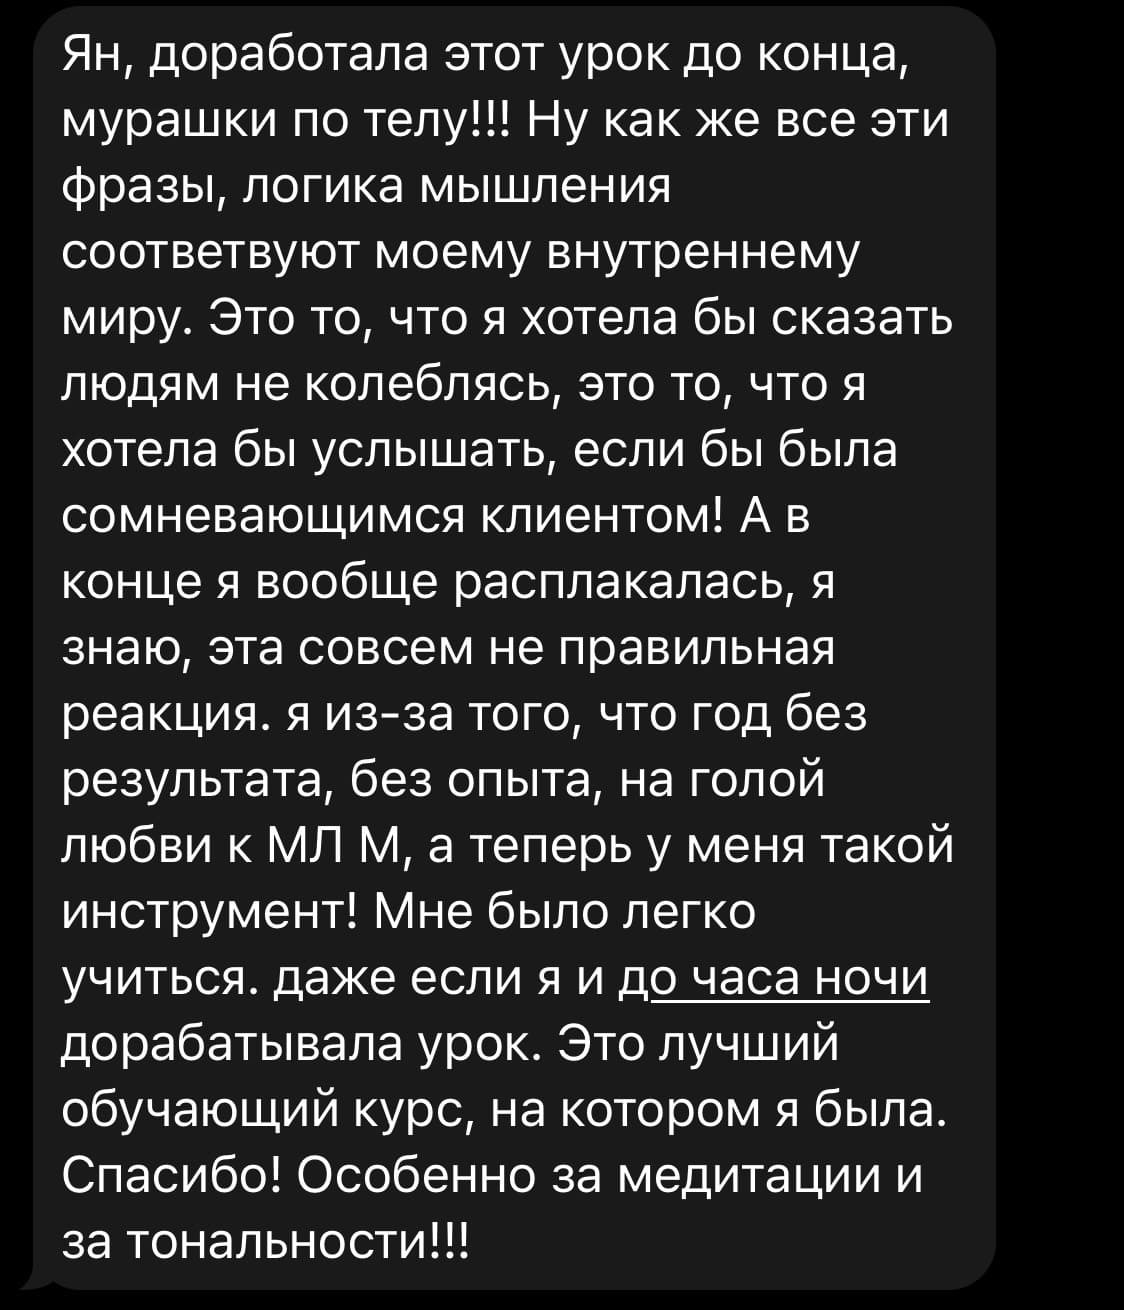 Ян, доработала этот урок до конца,
мурашки по телу!!! Ну как же все эти
фразы, логика мышления
соответвуют моему внутреннему
миру. Это то, что я хотела бы сказать
людям не колеблясь, это то, что я
хотела бы услышать, если бы была
сомневающимся клиентом! А в
конце я вообще расплакалась, я
знаю, эта совсем не правильная
реакция. я из-за того, что год без
результата, без опыта, на голой
любви к МЛ М, а теперь у меня такой
инструмент! Мне было легко
учиться. даже если я и до часа ночи
дорабатывала урок. Это лучший
обучающий курс, на котором я была.
Спасибо! Особенно за медитации и
за тональности!!!